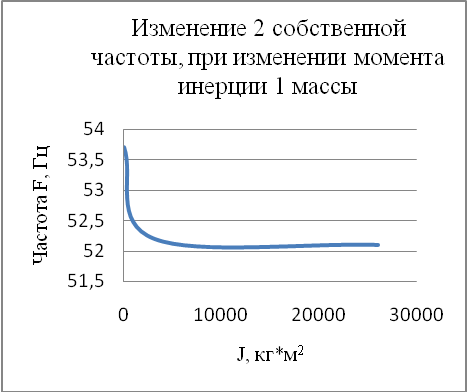 Изменение 2 собственной
частоты, при изменении момента
инерции 1 массы
Частота F, Гц
54
53,5
53
52,5
52
51,5
0 10000 20000 30000
J, кг*м²